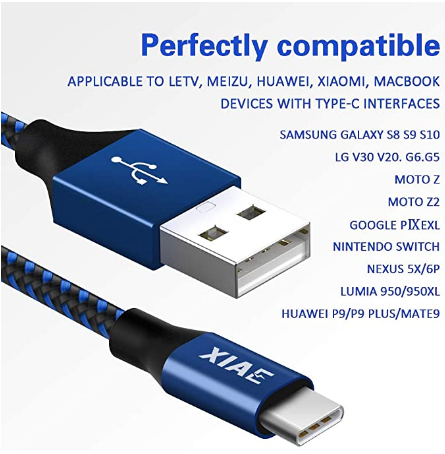 Perfectly compatible
APPLICABLE TO LETV, MEIZU, HUAWEI, XIAOMI, MACBOOK
DEVICES WITH TYPE-C INTERFACES
SAMSUNG GALAXY S8 S9 S10
LG V30 V20. G6.G5
MOTO Z
MOTO Z2
GOOGLE PⅨEXL
NINTENDO SWITCH
NEXUS 5X/6P
LUMIA 950/950XL
HUAWEI P9/P9 PLUS/MATE9
XIAE